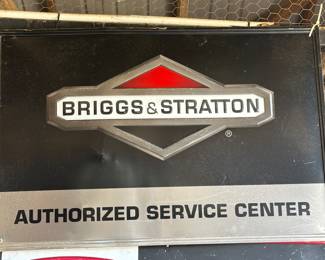 BRIGGS & STRATTON
®
AUTHORIZED SERVICE CENTER